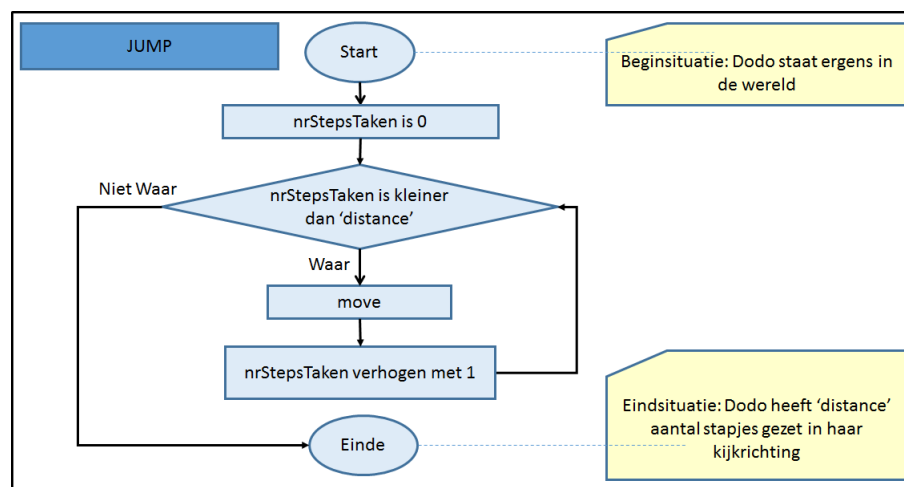 JUMP
Start
Beginsituatie: Dodo staat ergens in
de wereld
nrStepsTaken is 0
Niet Waar
nrStepsTaken is kleiner
dan ‘distance’
Waar
move
nrStepsTaken verhogen met 1
Einde
Eindsituatie: Dodo heeft ‘distance’
aantal stapjes gezet in haar
kijkrichting